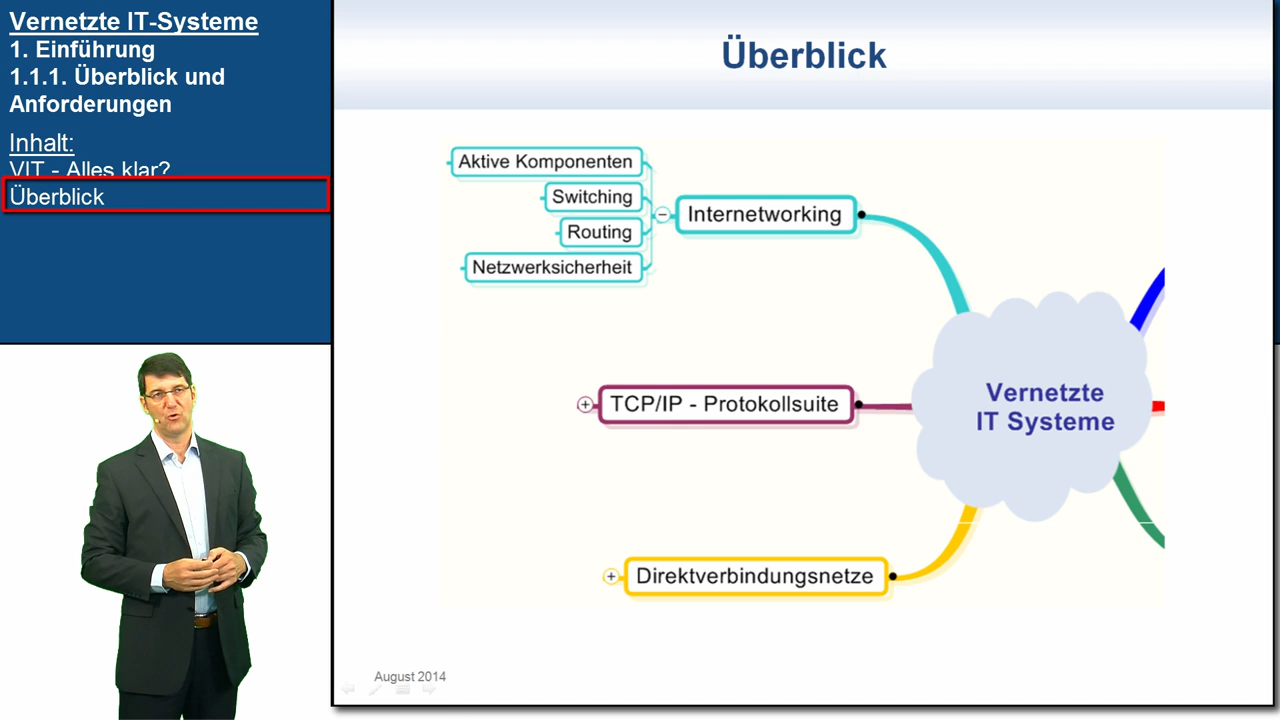 Vernetzte IT-Systeme
1. Einführung
1.1.1. Überblick und
Anforderungen
Inhalt:
VIT - Alles klar?
Überblick
Überblick
Aktive Komponenten
Switching
Routing
Netzwerksicherheit
Internetworking
TCP/IP - Protokollsuite
Direktverbindungsnetze
Vernetzte
IT Systeme
August 2014